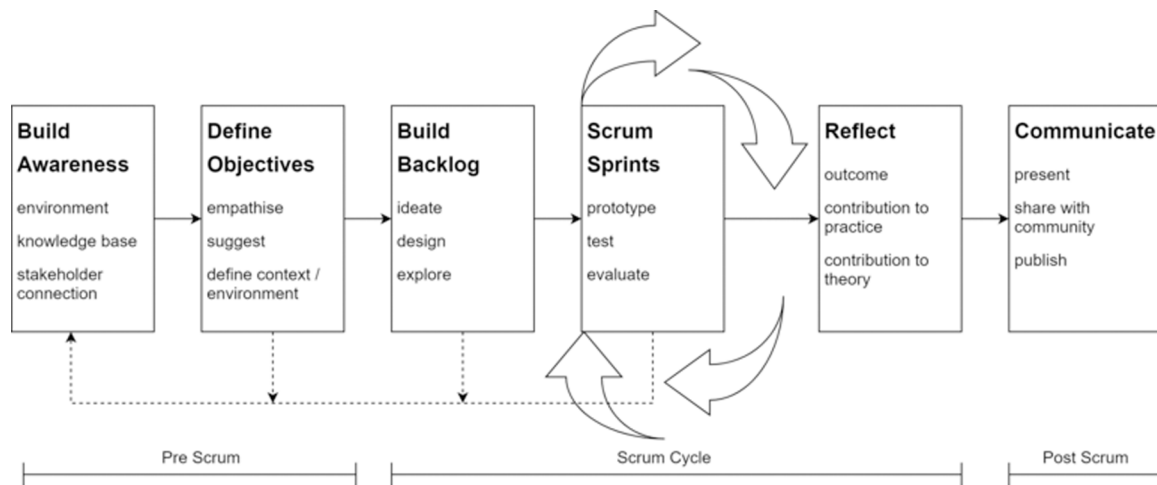 Build
Awareness
environment
knowledge base
stakeholder
connection
Define
Objectives
empathise
suggest
define context /
environment
Build
Backlog
ideate
design
explore
Scrum
Sprints
prototype
test
evaluate
Reflect
outcome
contribution to
practice
contribution to
theory
Communicate
present
share with
community
publish
Pre Scrum
Scrum Cycle
Post Scrum